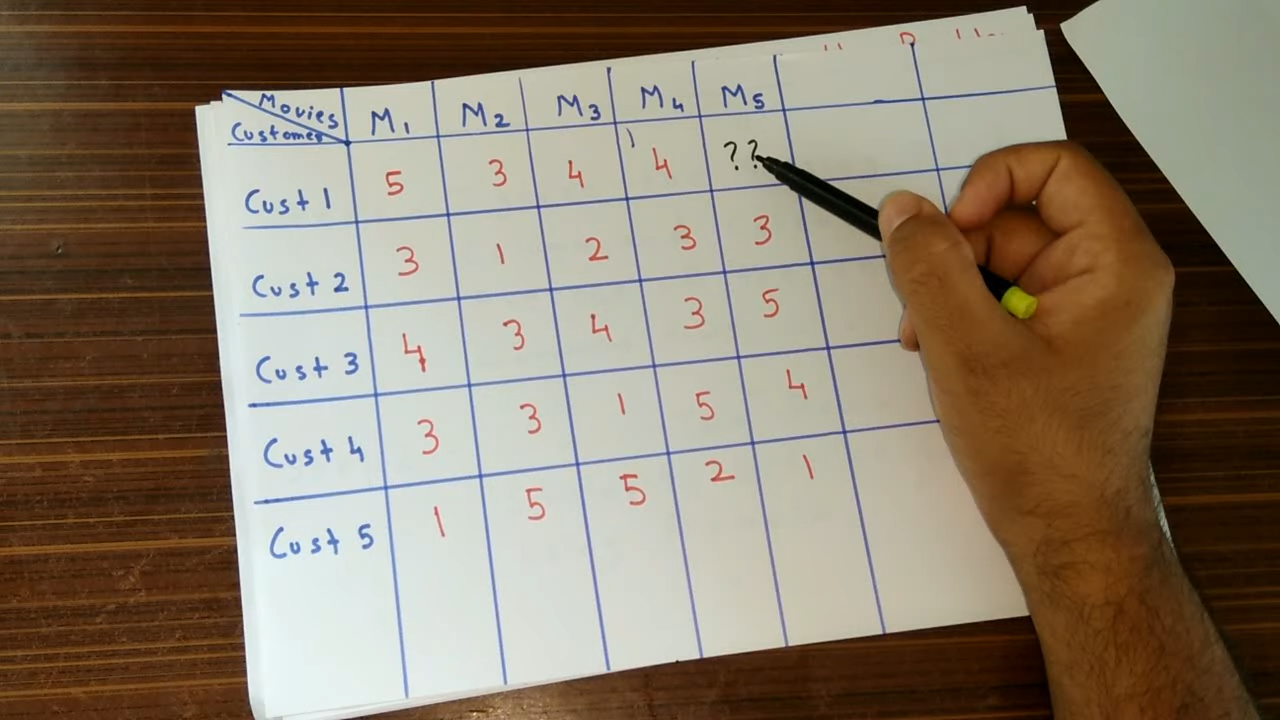 Movies M1 M2 M3 M4 M5
Customer
Cust 1 5 3 4 4 ??
Cust 2 3 1 2 3 3
Cust 3 4 3 4 3 5
Cust 4 3 3 1 5 4
Cust 5 1 5 5 2 1